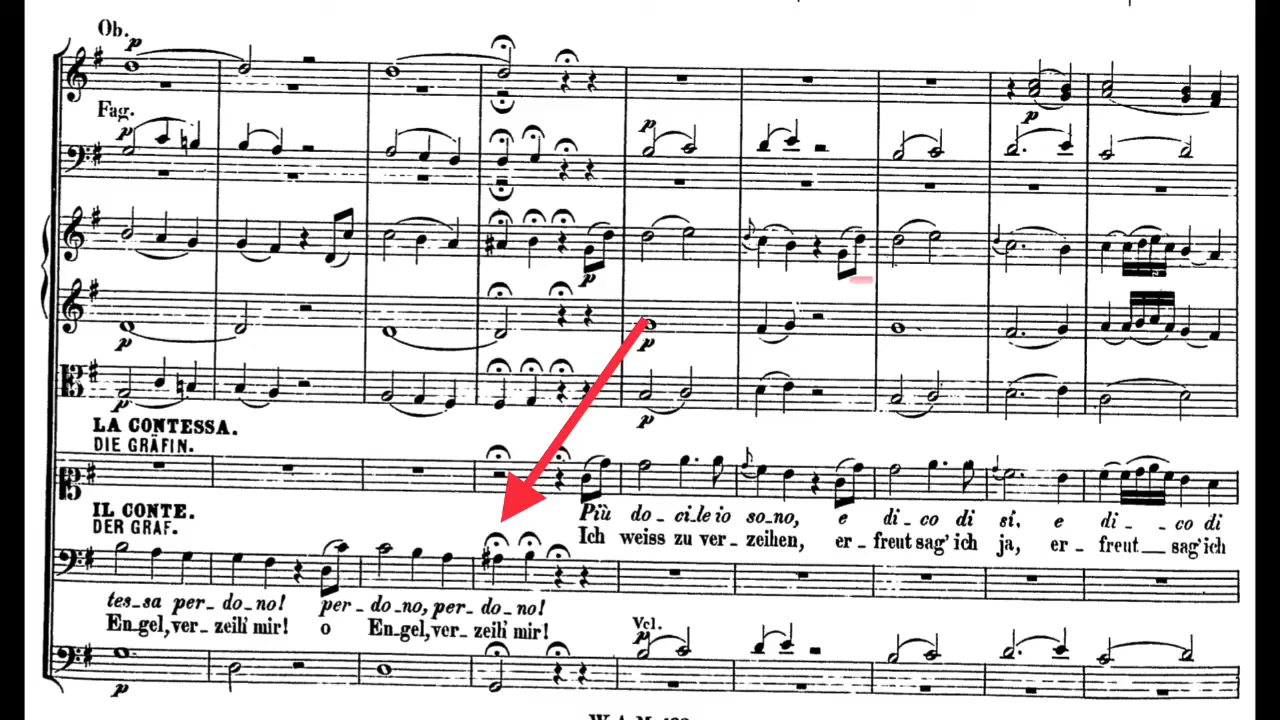 Ob.
p
Fag.
p
p
p
p
p
p
p
p
LA CONTESSA.
DIE GRÄFIN.
Più do-cile io so-no, e di-co di sì, e di- - -co di
Ich weiss zu ver-zeihen, er-freut sag' ich ja, er-freut__ sag' ich
IL CONTE.
DER GRAF.
tes-sa per-do-no! per-do-no, per-do-no!
En-gel, ver-zeih' mir! o En-gel, ver-zeih' mir!
Vcl.
p
p